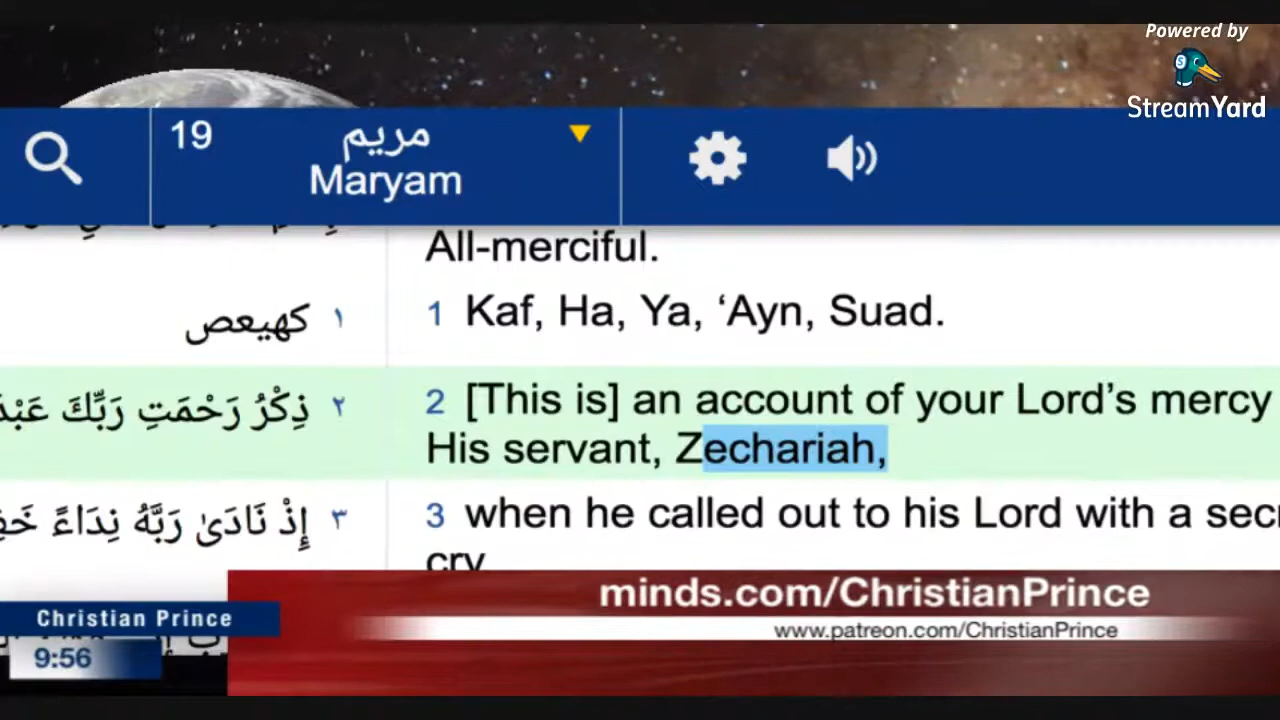 Powered by
StreamYard
19
مريم
Maryam
All-merciful.
كهيعص ١
1 Kaf, Ha, Ya, ‘Ayn, Suad.
ذِكْرُ رَحْمَتِ رَبِّكَ ٢
2 [This is] an account of your Lord’s mercy
His servant, Zechariah,
إِذْ نَادَىٰ رَبَّهُ نِدَاءً ٣
3 when he called out to his Lord with a
cry
minds.com/ChristianPrince
Christian Prince
www.patreon.com/ChristianPrince
9:56